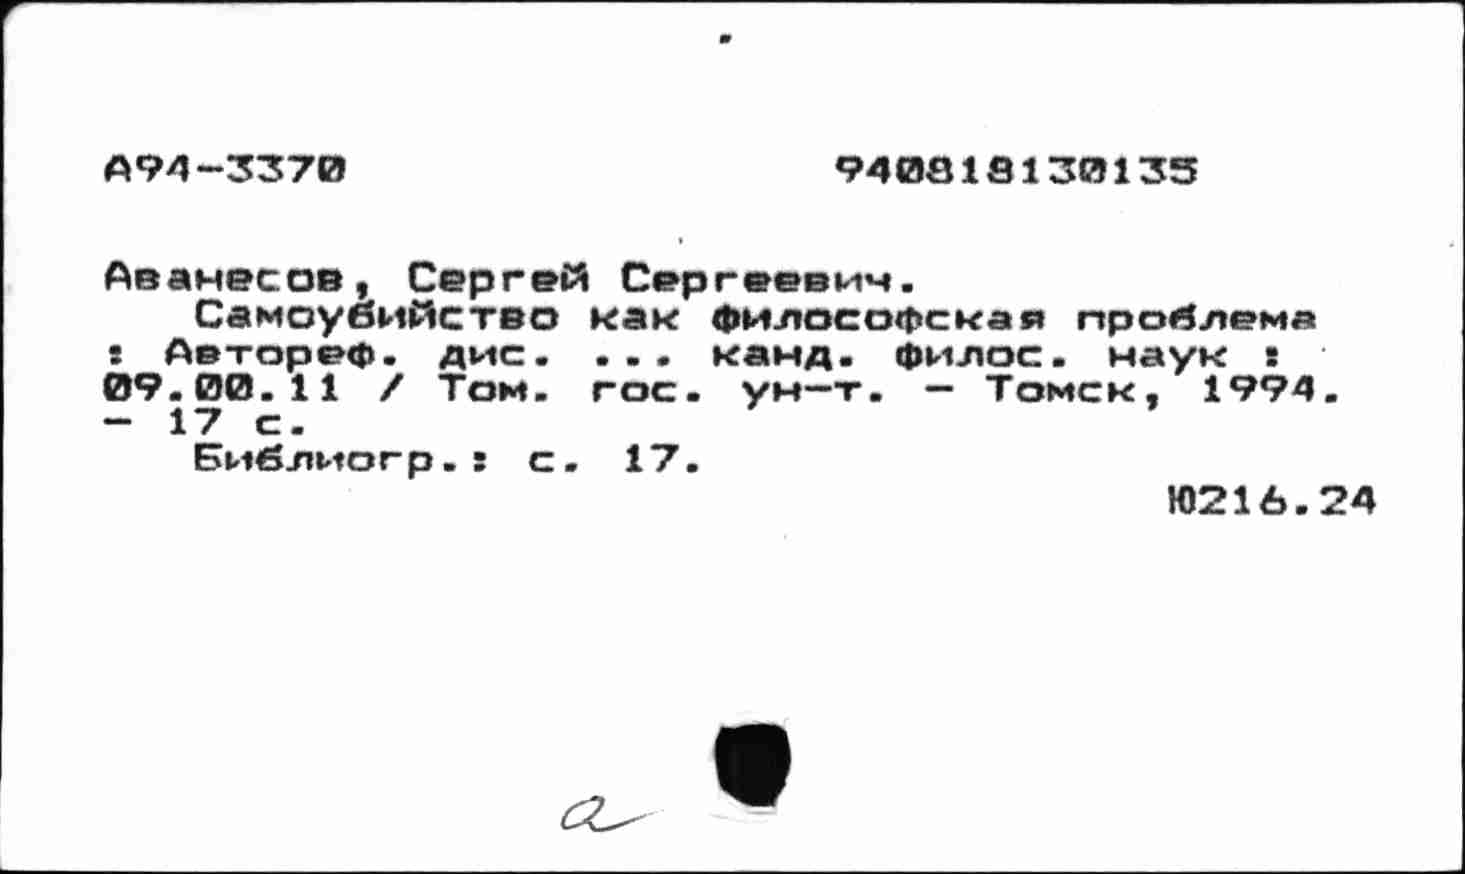 А94-3370 940818130135
Аванесов, Сергей Сергеевич.
Самоубийство как философская проблема
: Автореф. дис. ... канд. филос. наук :
09.00.11 / Том. гос. ун-т. - Томск, 1994.
- 17 с.
Библиогр.: с. 17.
Ю216.24
а